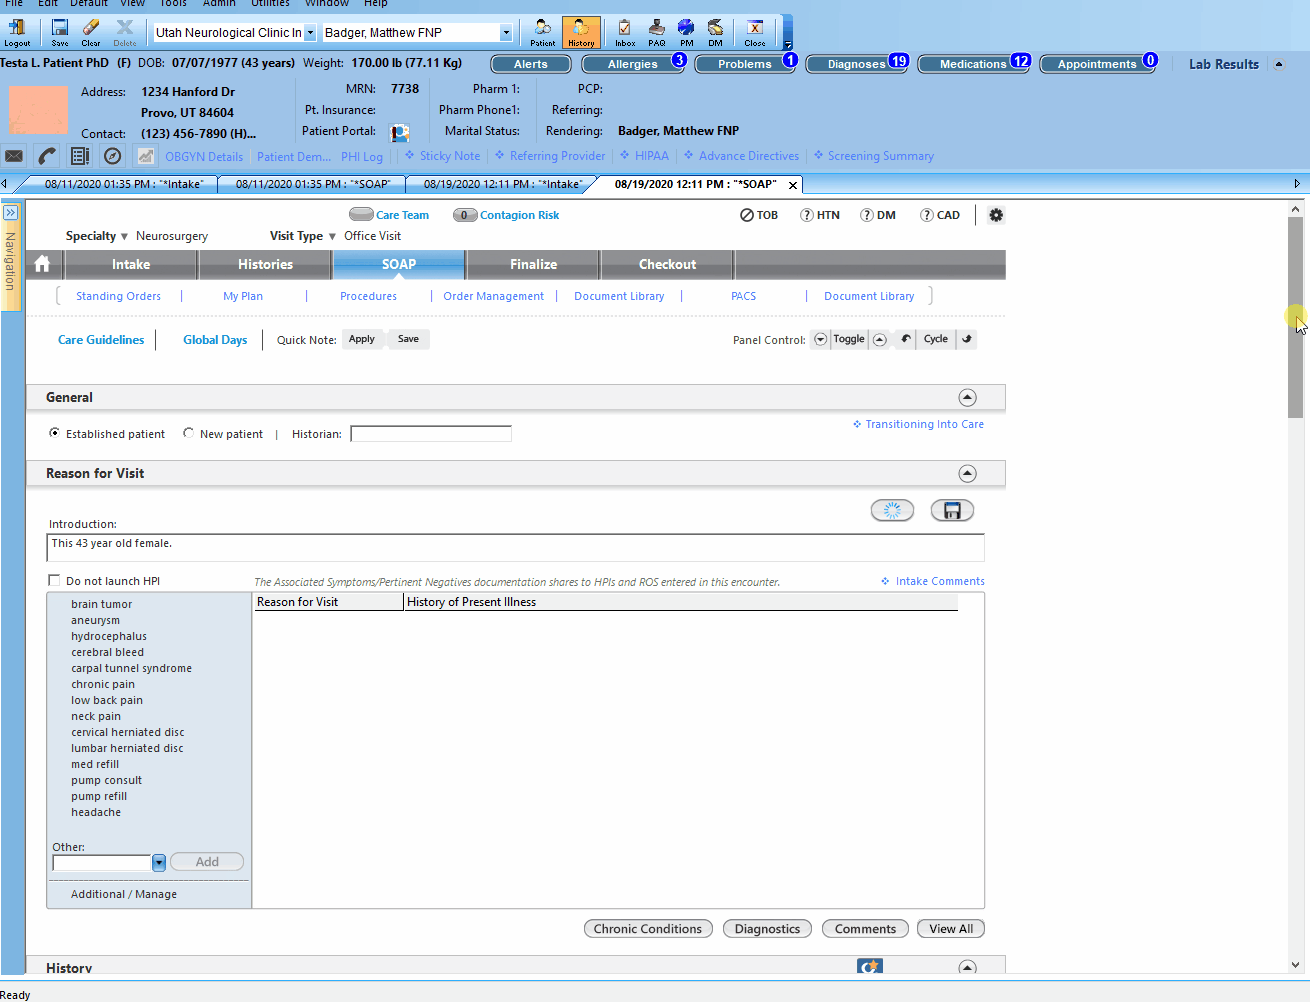 File Edit Default View Tools Admin Utilities Window Help
Utah Neurological Clinic In Badger, Matthew FNP
Logout Save Clear Delete Patient History Inbox PAQ PM DM Close
Testa L. Patient PhD (F) DOB: 07/07/1977 (43 years) Weight: 170.00 lb (77.11 Kg) Alerts Allergies 3 Problems 1 Diagnoses 19 Medications 12 Appointments 0 Lab Results
Address: 1234 Hanford Dr MRN: 7738 Pharm 1: PCP:
Provo, UT 84604 Pt. Insurance: Pharm Phone1: Referring:
Contact: (123) 456-7890 (H)... Patient Portal: Marital Status: Rendering: Badger, Matthew FNP
OBGYN Details Patient Dem... PHI Log Sticky Note Referring Provider HIPAA Advance Directives Screening Summary
08/11/2020 01:35 PM : "*Intake" 08/11/2020 01:35 PM : "*SOAP" 08/19/2020 12:11 PM : "*Intake" 08/19/2020 12:11 PM : "*SOAP"
Navigation
Care Team 0 Contagion Risk TOB HTN DM CAD
Specialty Neurosurgery Visit Type Office Visit
Intake Histories SOAP Finalize Checkout
Standing Orders | My Plan | Procedures | Order Management | Document Library | PACS | Document Library
Care Guidelines Global Days Quick Note: Apply Save Panel Control: Toggle Cycle
General
Established patient New patient | Historian: Transitioning Into Care
Reason for Visit
Introduction:
This 43 year old female.
Do not launch HPI The Associated Symptoms/Pertinent Negatives documentation shares to HPIs and ROS entered in this encounter. Intake Comments
Reason for Visit History of Present Illness
brain tumor
aneurysm
hydrocephalus
cerebral bleed
carpal tunnel syndrome
chronic pain
low back pain
neck pain
cervical herniated disc
lumbar herniated disc
med refill
pump consult
pump refill
headache
Other:
Add
Additional / Manage
Chronic Conditions Diagnostics Comments View All
History
Ready